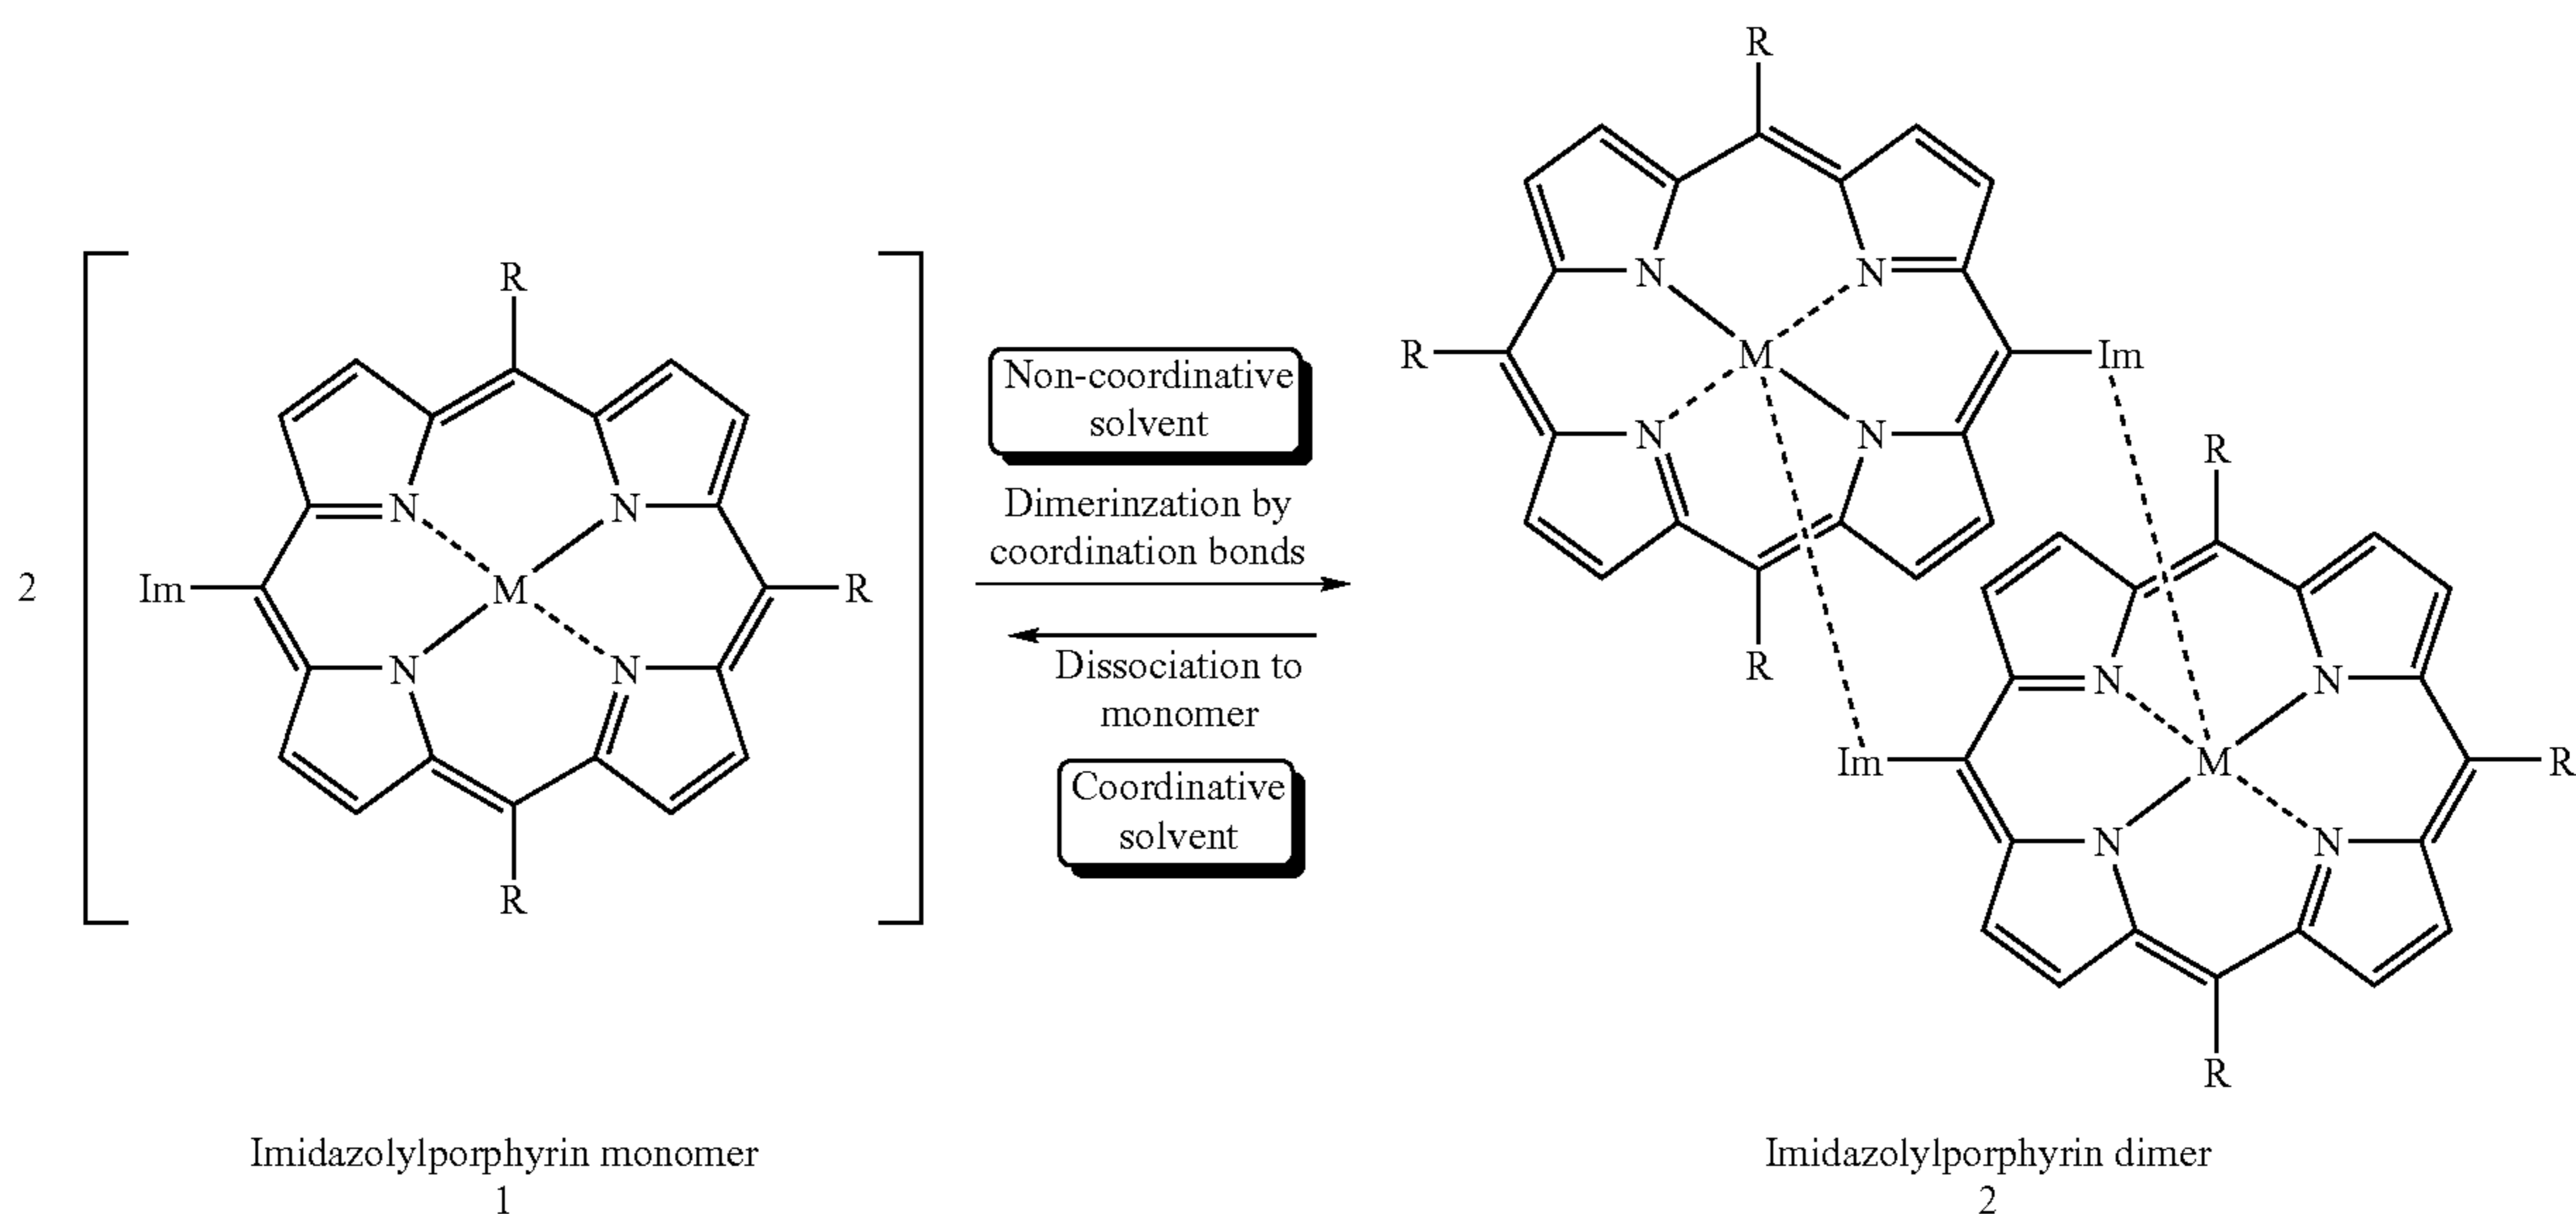 R
R
N
N
N
N
M
Im
R
2
Non-coordinative
solvent
Dimerinzation by
coordination bonds
Dissociation to
monomer
Coordinative
solvent
R
N
N
R
M
Im
N
N
R
R
N
N
Im
M
R
N
N
R
Imidazolylporphyrin monomer
1
Imidazolylporphyrin dimer
2